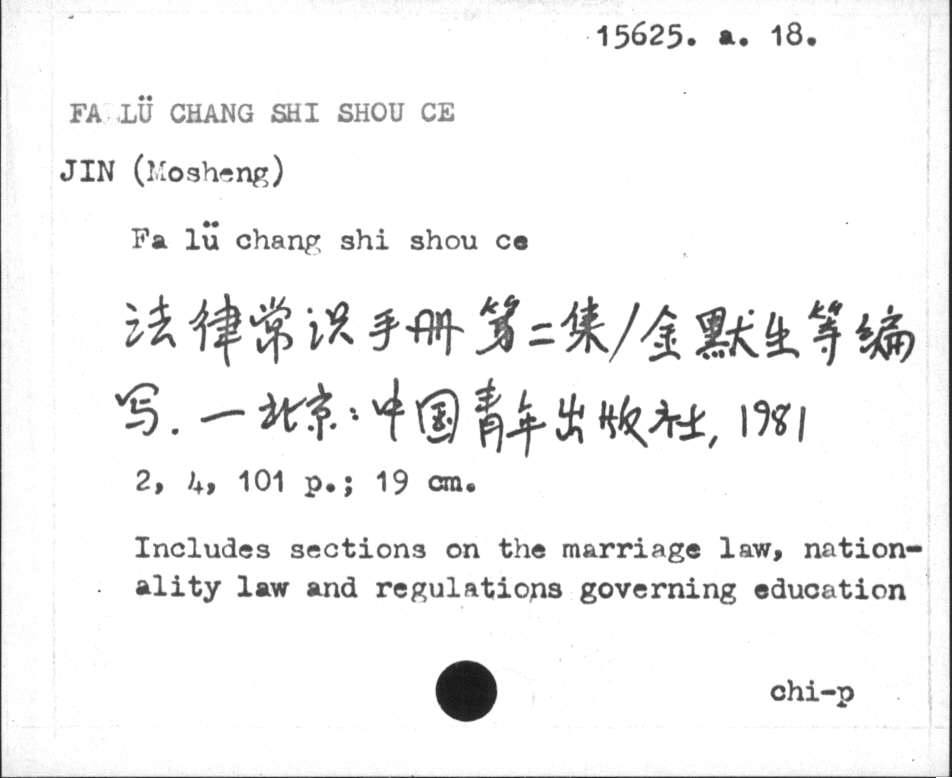 15625. a. 18.
FA LÜ CHANG SHI SHOU CE
JIN (Mosheng)
Fa lü chang shi shou ce
法律常识手册第二集/金默生等编
写. 一北京: 中国青年出版社, 1981
2, 4, 101 p.; 19 cm.
Includes sections on the marriage law, nation-
ality law and regulations governing education
chi-p